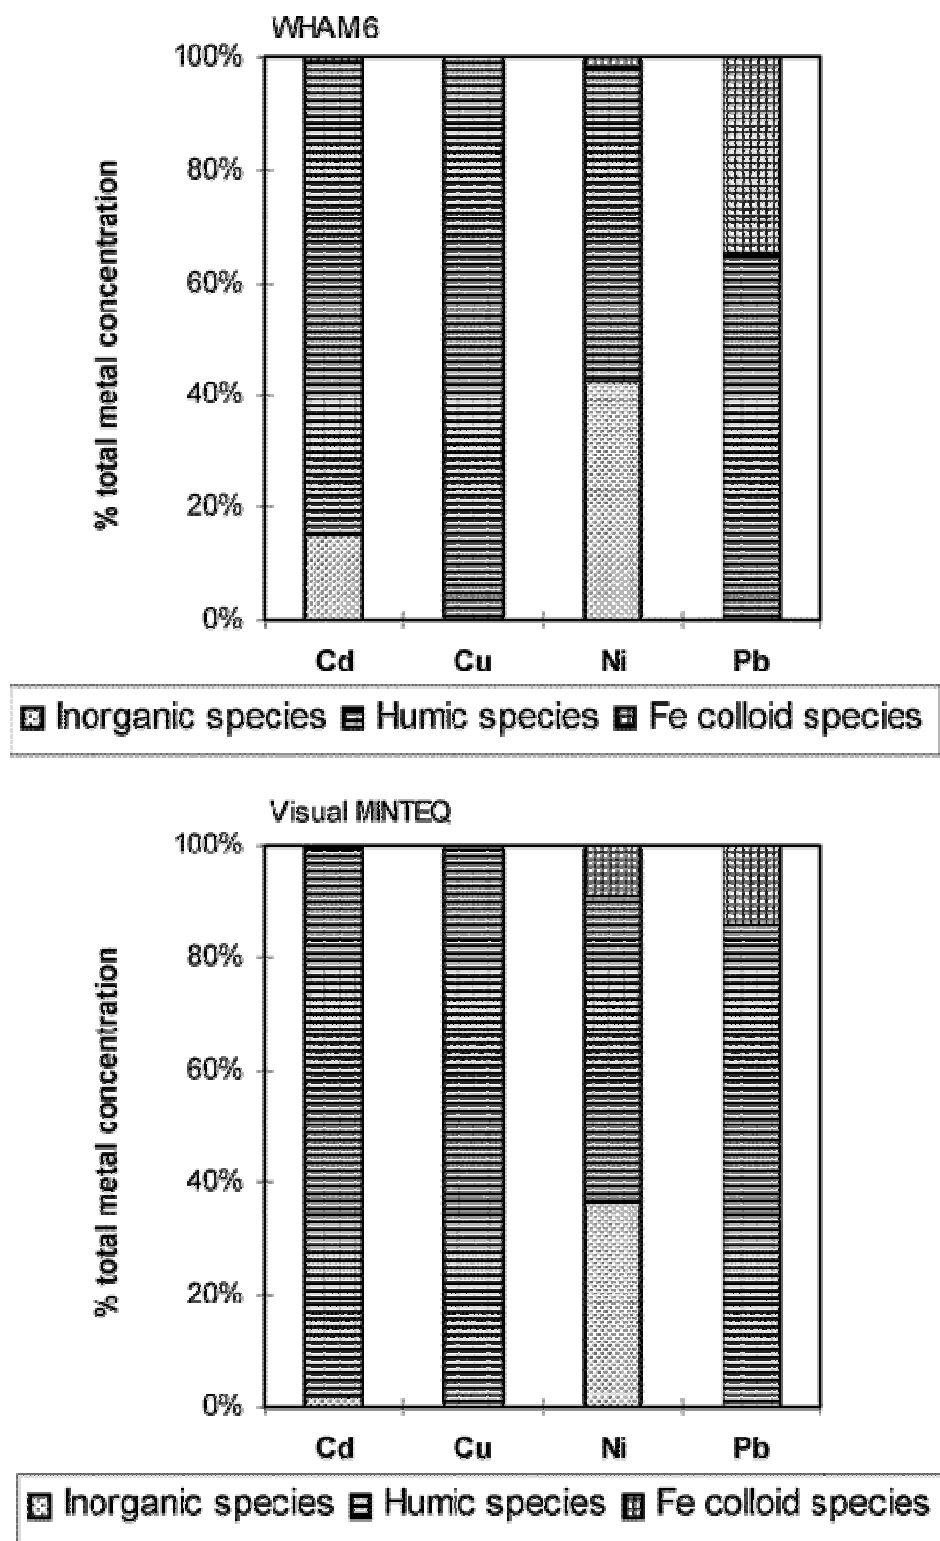 WHAM6
100%
80%
60%
40%
20%
0%
% total metal concentration
Cd Cu Ni Pb
Inorganic species Humic species Fe colloid species
Visual MINTEQ
100%
80%
60%
40%
20%
0%
% total metal concentration
Cd Cu Ni Pb
Inorganic species Humic species Fe colloid species